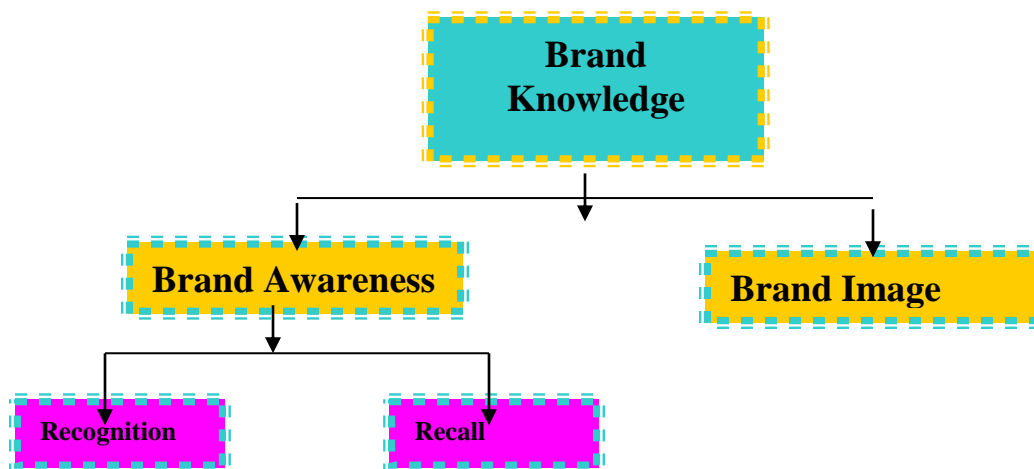 Brand
Knowledge
Brand Awareness
Brand Image
Recognition
Recall